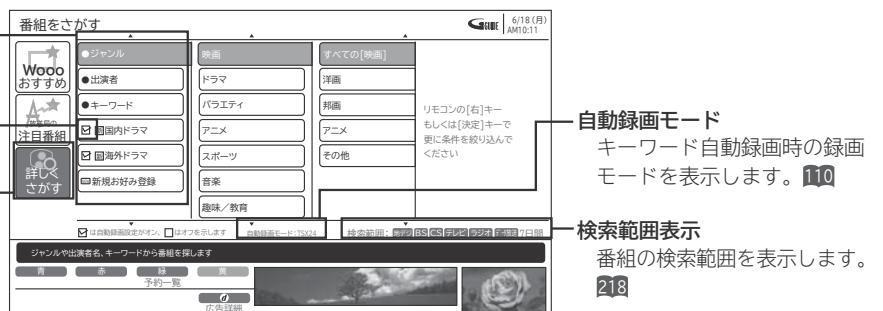 番組をさがす
GGUIDE 6/18(月)
AM10:11
Wooo
おすすめ
注目番組
詳しく
さがす
●ジャンル
●出演者
●キーワード
国内ドラマ
海外ドラマ
新規お好み登録
映画
ドラマ
バラエティ
アニメ
スポーツ
音楽
趣味／教育
すべての[映画]
洋画
邦画
アニメ
その他
リモコンの[右]キー
もしくは[決定]キーで
更に条件を絞り込んで
ください
は自動録画設定がオン、 はオフを示します 自動録画モード:TSX24 検索範囲: 地デジ BS CS テレビ ラジオ データ放送 7日間
ジャンルや出演者名、キーワードから番組を探します
青 赤 緑 黄
予約一覧
d
広告詳細
自動録画モード
キーワード自動録画時の録画
モードを表示します。110
検索範囲表示
番組の検索範囲を表示します。
218